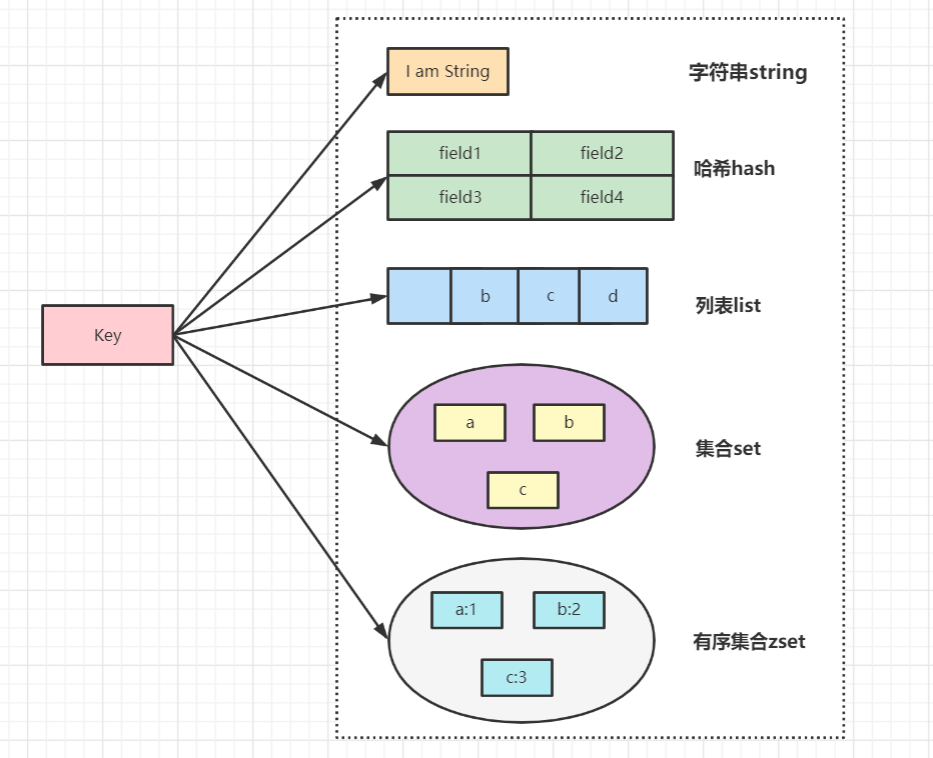 I am String
字符串string
field1 field2
哈希hash
field3 field4
b c d
列表list
Key
a b
集合set
c
a:1 b:2
有序集合zset
c:3